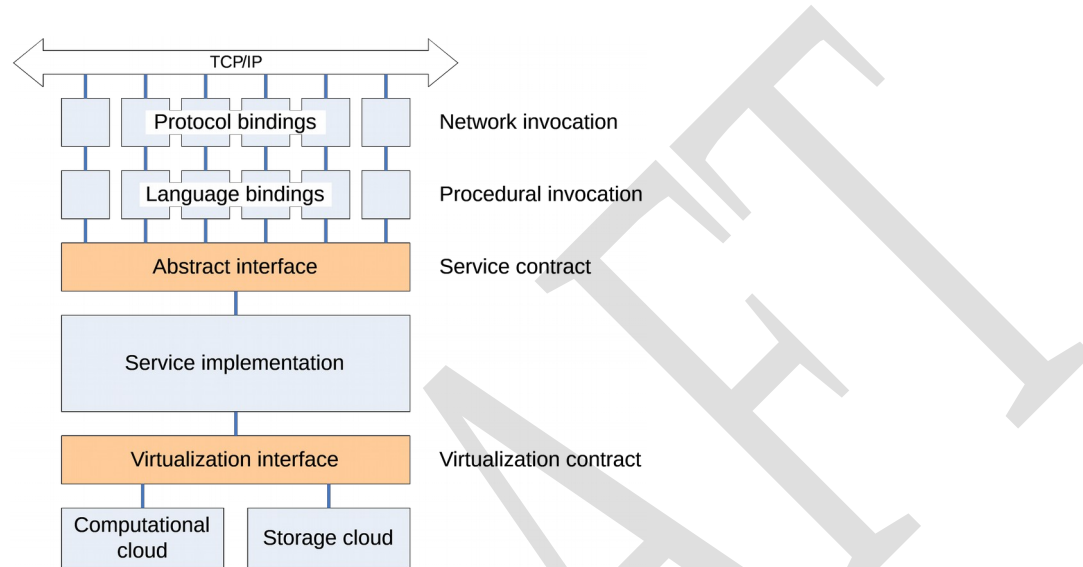 TCP/IP
Protocol bindings
Network invocation
Language bindings
Procedural invocation
Abstract interface
Service contract
Service implementation
Virtualization interface
Virtualization contract
Computational
cloud
Storage cloud
AFT